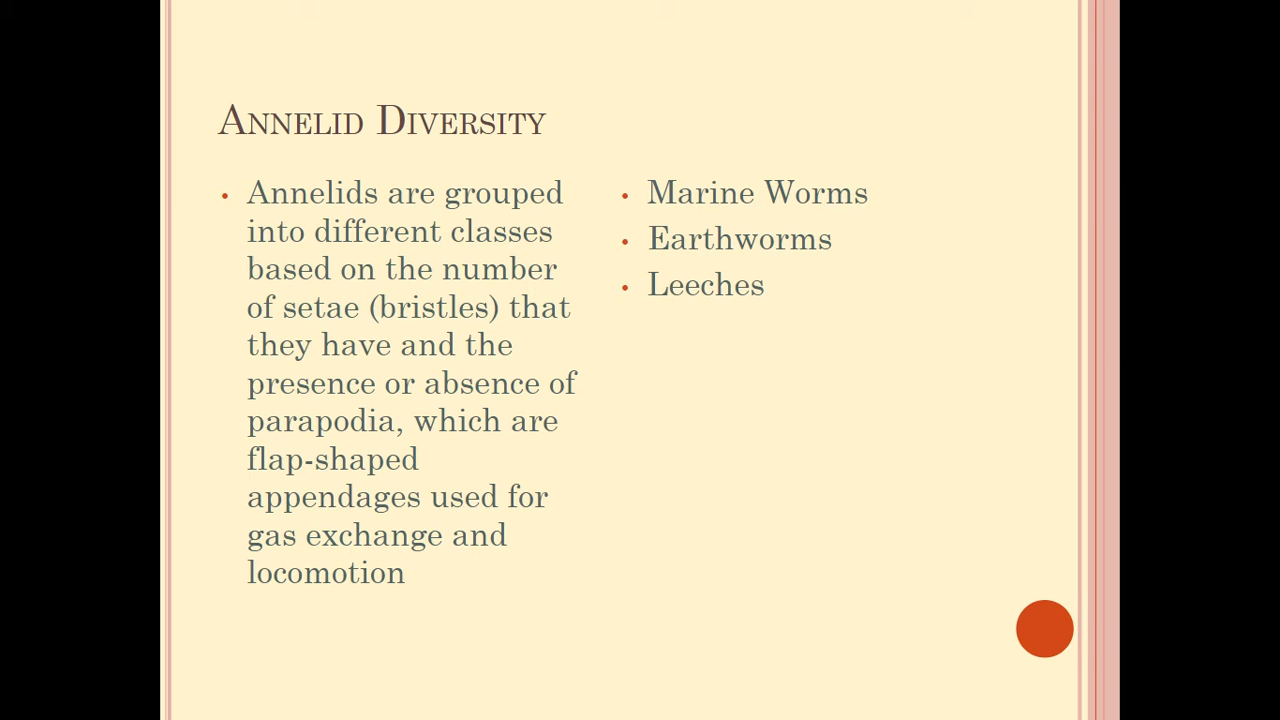 Annelid Diversity
• Annelids are grouped
into different classes
based on the number
of setae (bristles) that
they have and the
presence or absence of
parapodia, which are
flap-shaped
appendages used for
gas exchange and
locomotion
• Marine Worms
• Earthworms
• Leeches